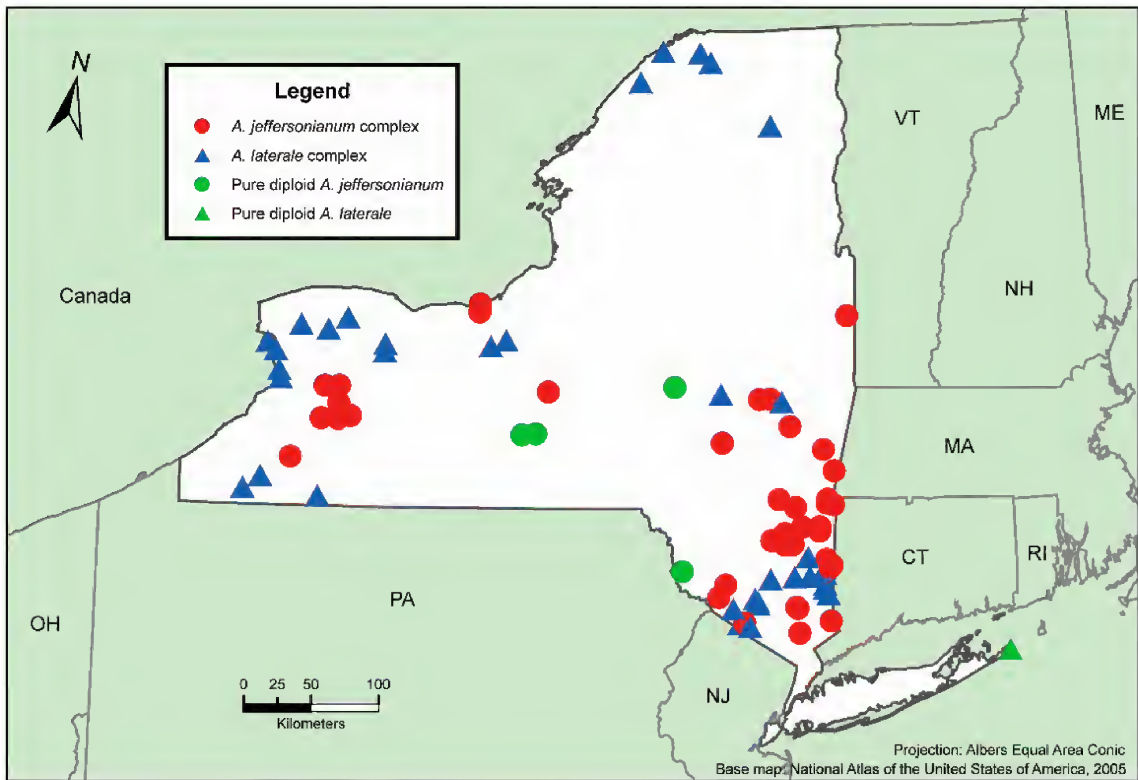 N
Legend
A. jeffersonianum complex
A. laterale complex
Pure diploid A. jeffersonianum
Pure diploid A. laterale
VT
ME
Canada
NH
MA
CT
RI
PA
OH
NJ
0 25 50 100
Kilometers
Projection: Albers Equal Area Conic
Base map: National Atlas of the United States of America, 2005